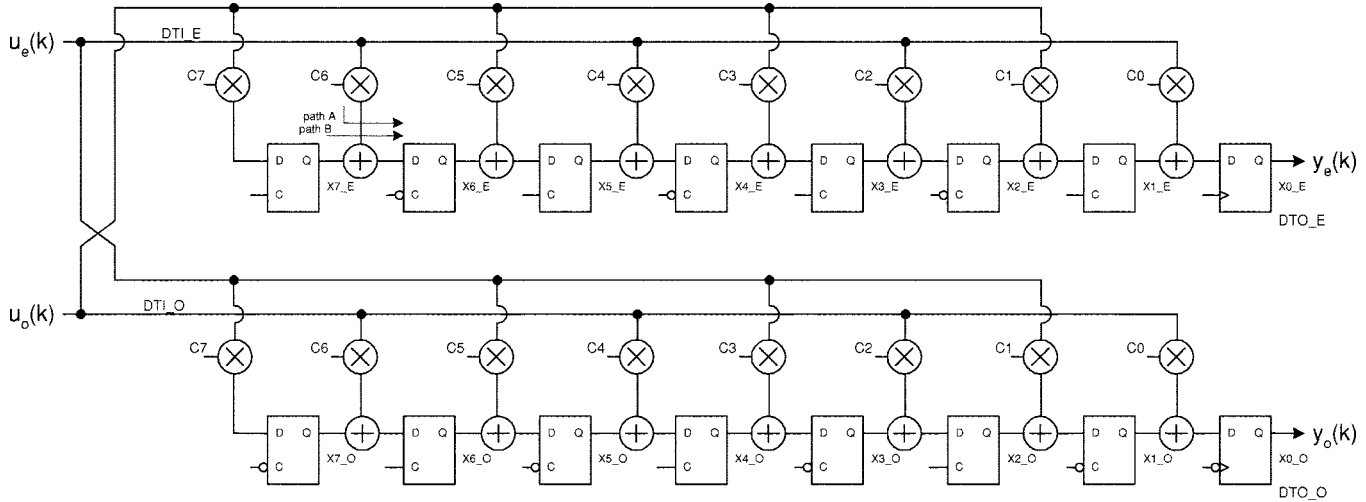 u_e(k)
DTI_E
C7
C6
C5
C4
C3
C2
C1
C0
path A
path B
D Q
C
X7_E
D Q
C
X6_E
D Q
C
X5_E
D Q
C
X4_E
D Q
C
X3_E
D Q
C
X2_E
D Q
C
X1_E
D Q
C
X0_E
y_e(k)
DTO_E
u_o(k)
DTI_O
C7
C6
C5
C4
C3
C2
C1
C0
D Q
C
X7_O
D Q
C
X6_O
D Q
C
X5_O
D Q
C
X4_O
D Q
C
X3_O
D Q
C
X2_O
D Q
C
X1_O
D Q
C
X0_O
y_o(k)
DTO_O